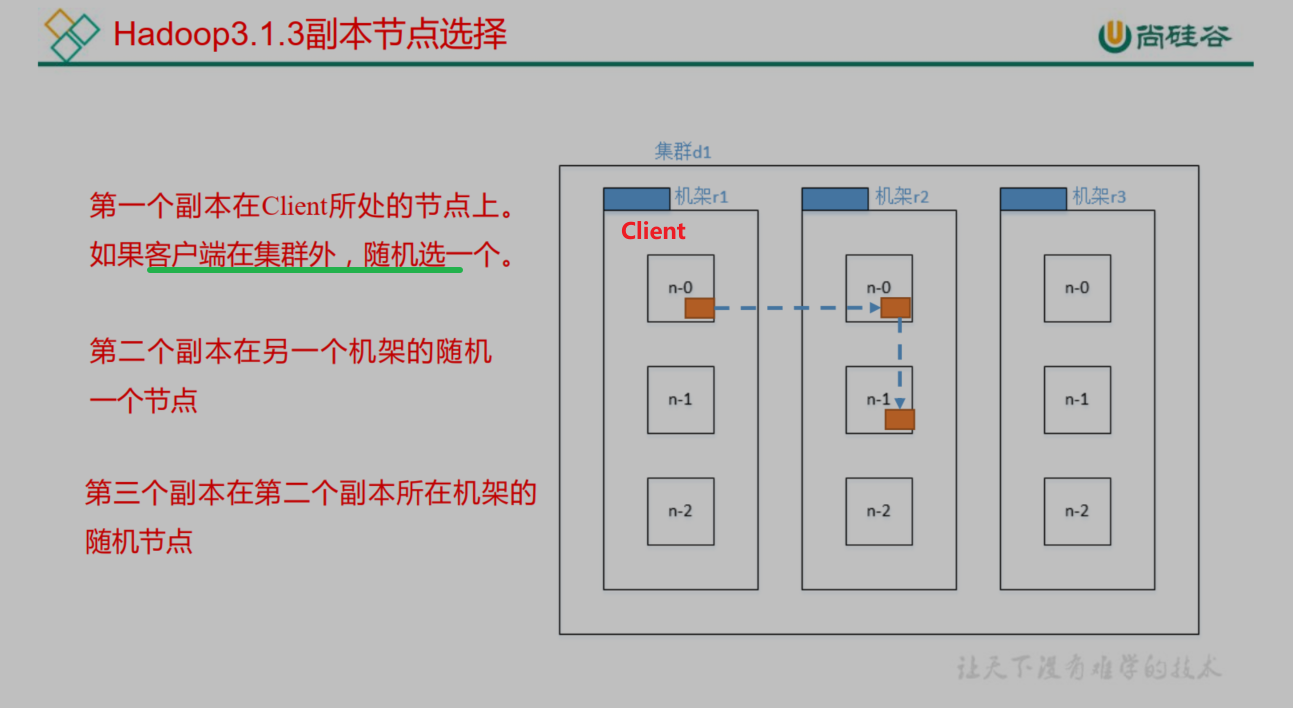 Hadoop3.1.3副本节点选择
尚硅谷
第一个副本在Client所处的节点上。
如果客户端在集群外，随机选一个。
第二个副本在另一个机架的随机
一个节点
第三个副本在第二个副本所在机架的
随机节点
集群d1
机架r1
机架r2
机架r3
Client
n-0
n-0
n-0
n-1
n-1
n-1
n-2
n-2
n-2
让天下没有难学的技术